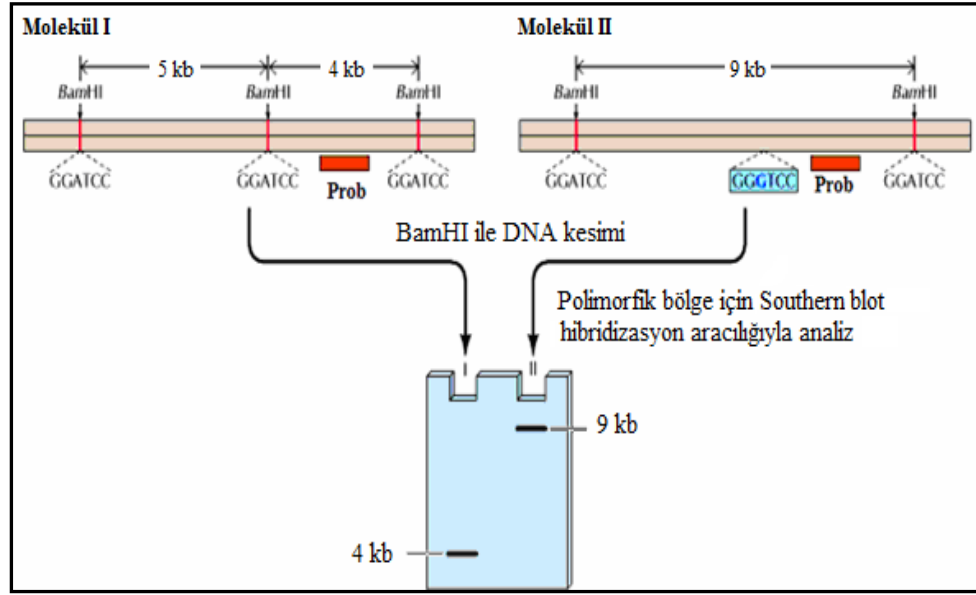 Molekül I
Molekül II
5 kb
4 kb
9 kb
BamHI
BamHI
BamHI
BamHI
BamHI
GGATCC
GGATCC
Prob
GGATCC
GGGTCC
Prob
GGATCC
BamHI ile DNA kesimi
Polimorfik bölge için Southern blot
hibridizasyon aracılığıyla analiz
I
II
9 kb
4 kb